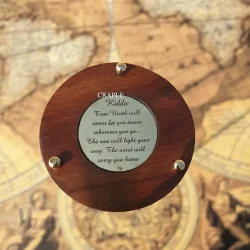 CRAPLE
Kiddo
True North will
never let you down
wherever you go...
The sun will light your
way. The wind will
carry you home